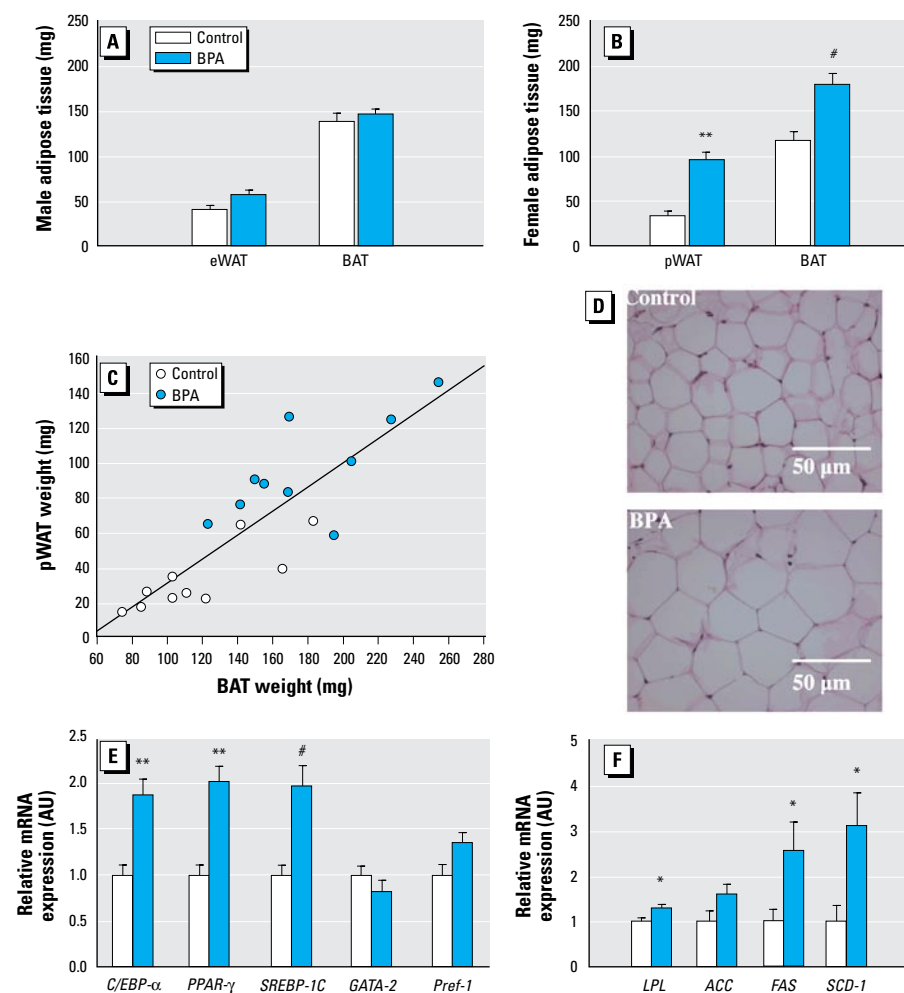 A
Control
BPA
Male adipose tissue (mg)
250
200
150
100
50
0
eWAT BAT
B
Female adipose tissue (mg)
250
200
150
100
50
0
**
#
pWAT BAT
C
Control
BPA
pWAT weight (mg)
160
140
120
100
80
60
40
20
0
60 80 100 120 140 160 180 200 220 240 260 280
BAT weight (mg)
D
Control
50 µm
BPA
50 µm
E
Relative mRNA
expression (AU)
2.5
2.0
1.5
1.0
0.5
0.0
** ** #
C/EBP-α PPAR-γ SREBP-1C GATA-2 Pref-1
F
Relative mRNA
expression (AU)
5
4
3
2
1
0
* * *
LPL ACC FAS SCD-1